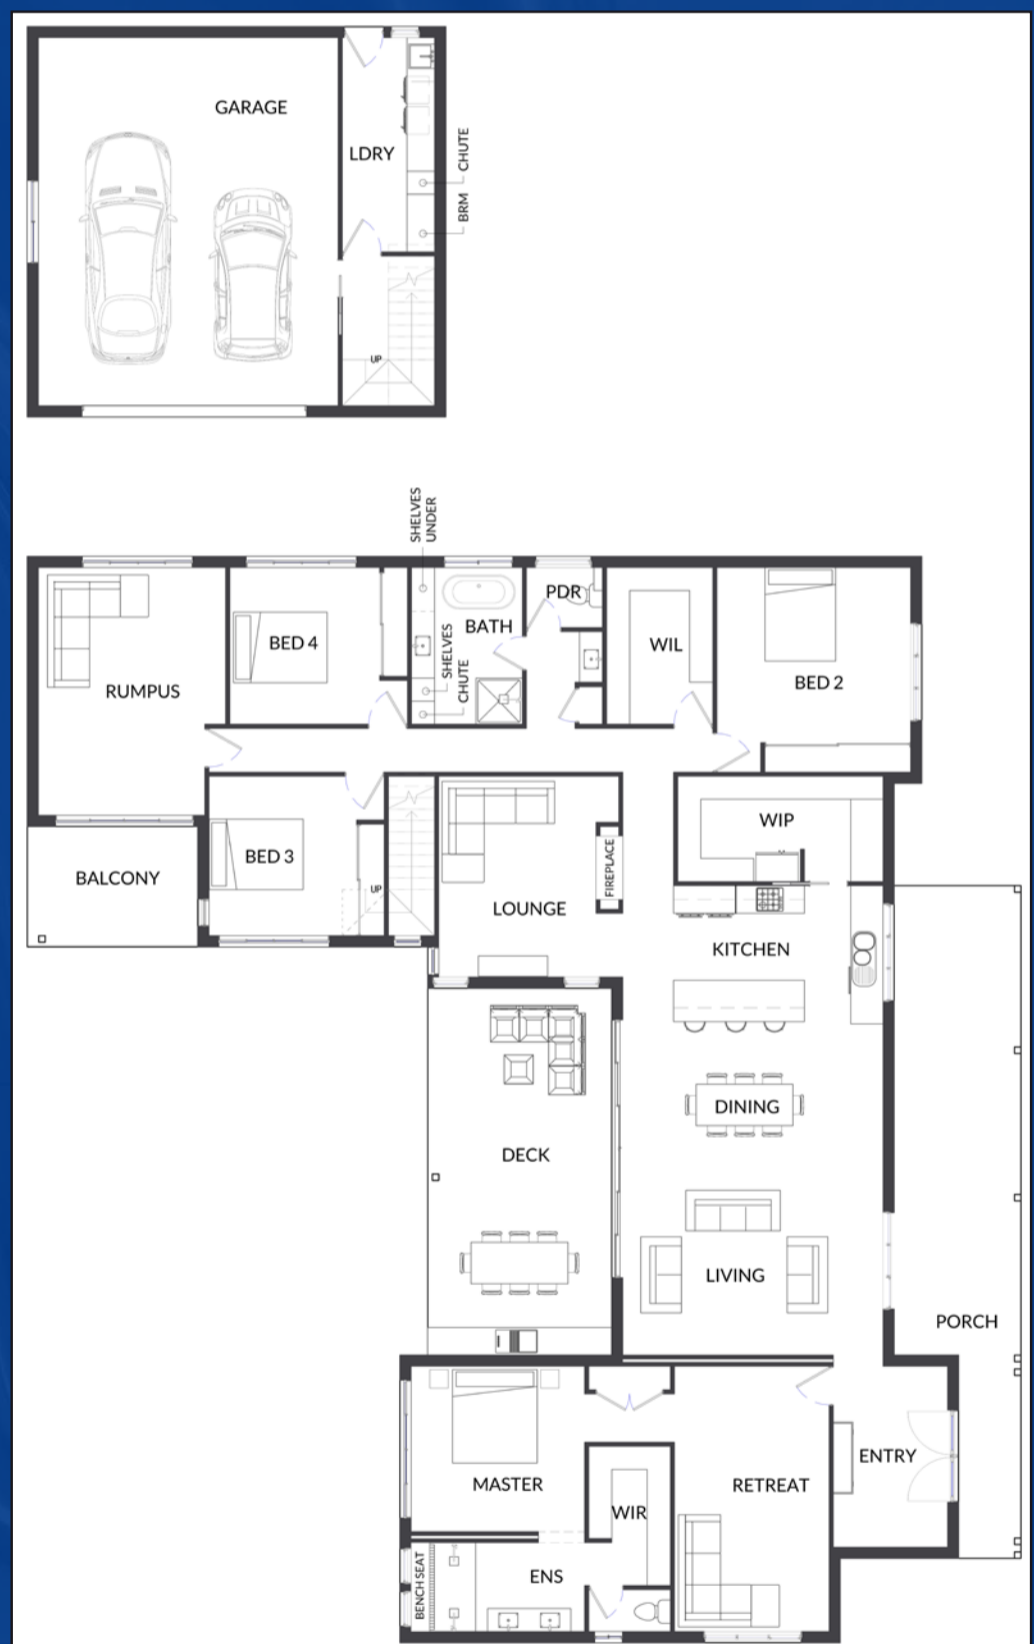 GARAGE
LDRY
CHUTE
BRM
UP
SHELVES
UNDER
PDR
BATH
BED 4
WIL
SHELVES
CHUTE
BED 2
RUMPUS
WIP
BED 3
FIREPLACE
BALCONY
UP
LOUNGE
KITCHEN
DINING
DECK
LIVING
PORCH
ENTRY
MASTER
RETREAT
WIR
ENS
BENCH SEAT